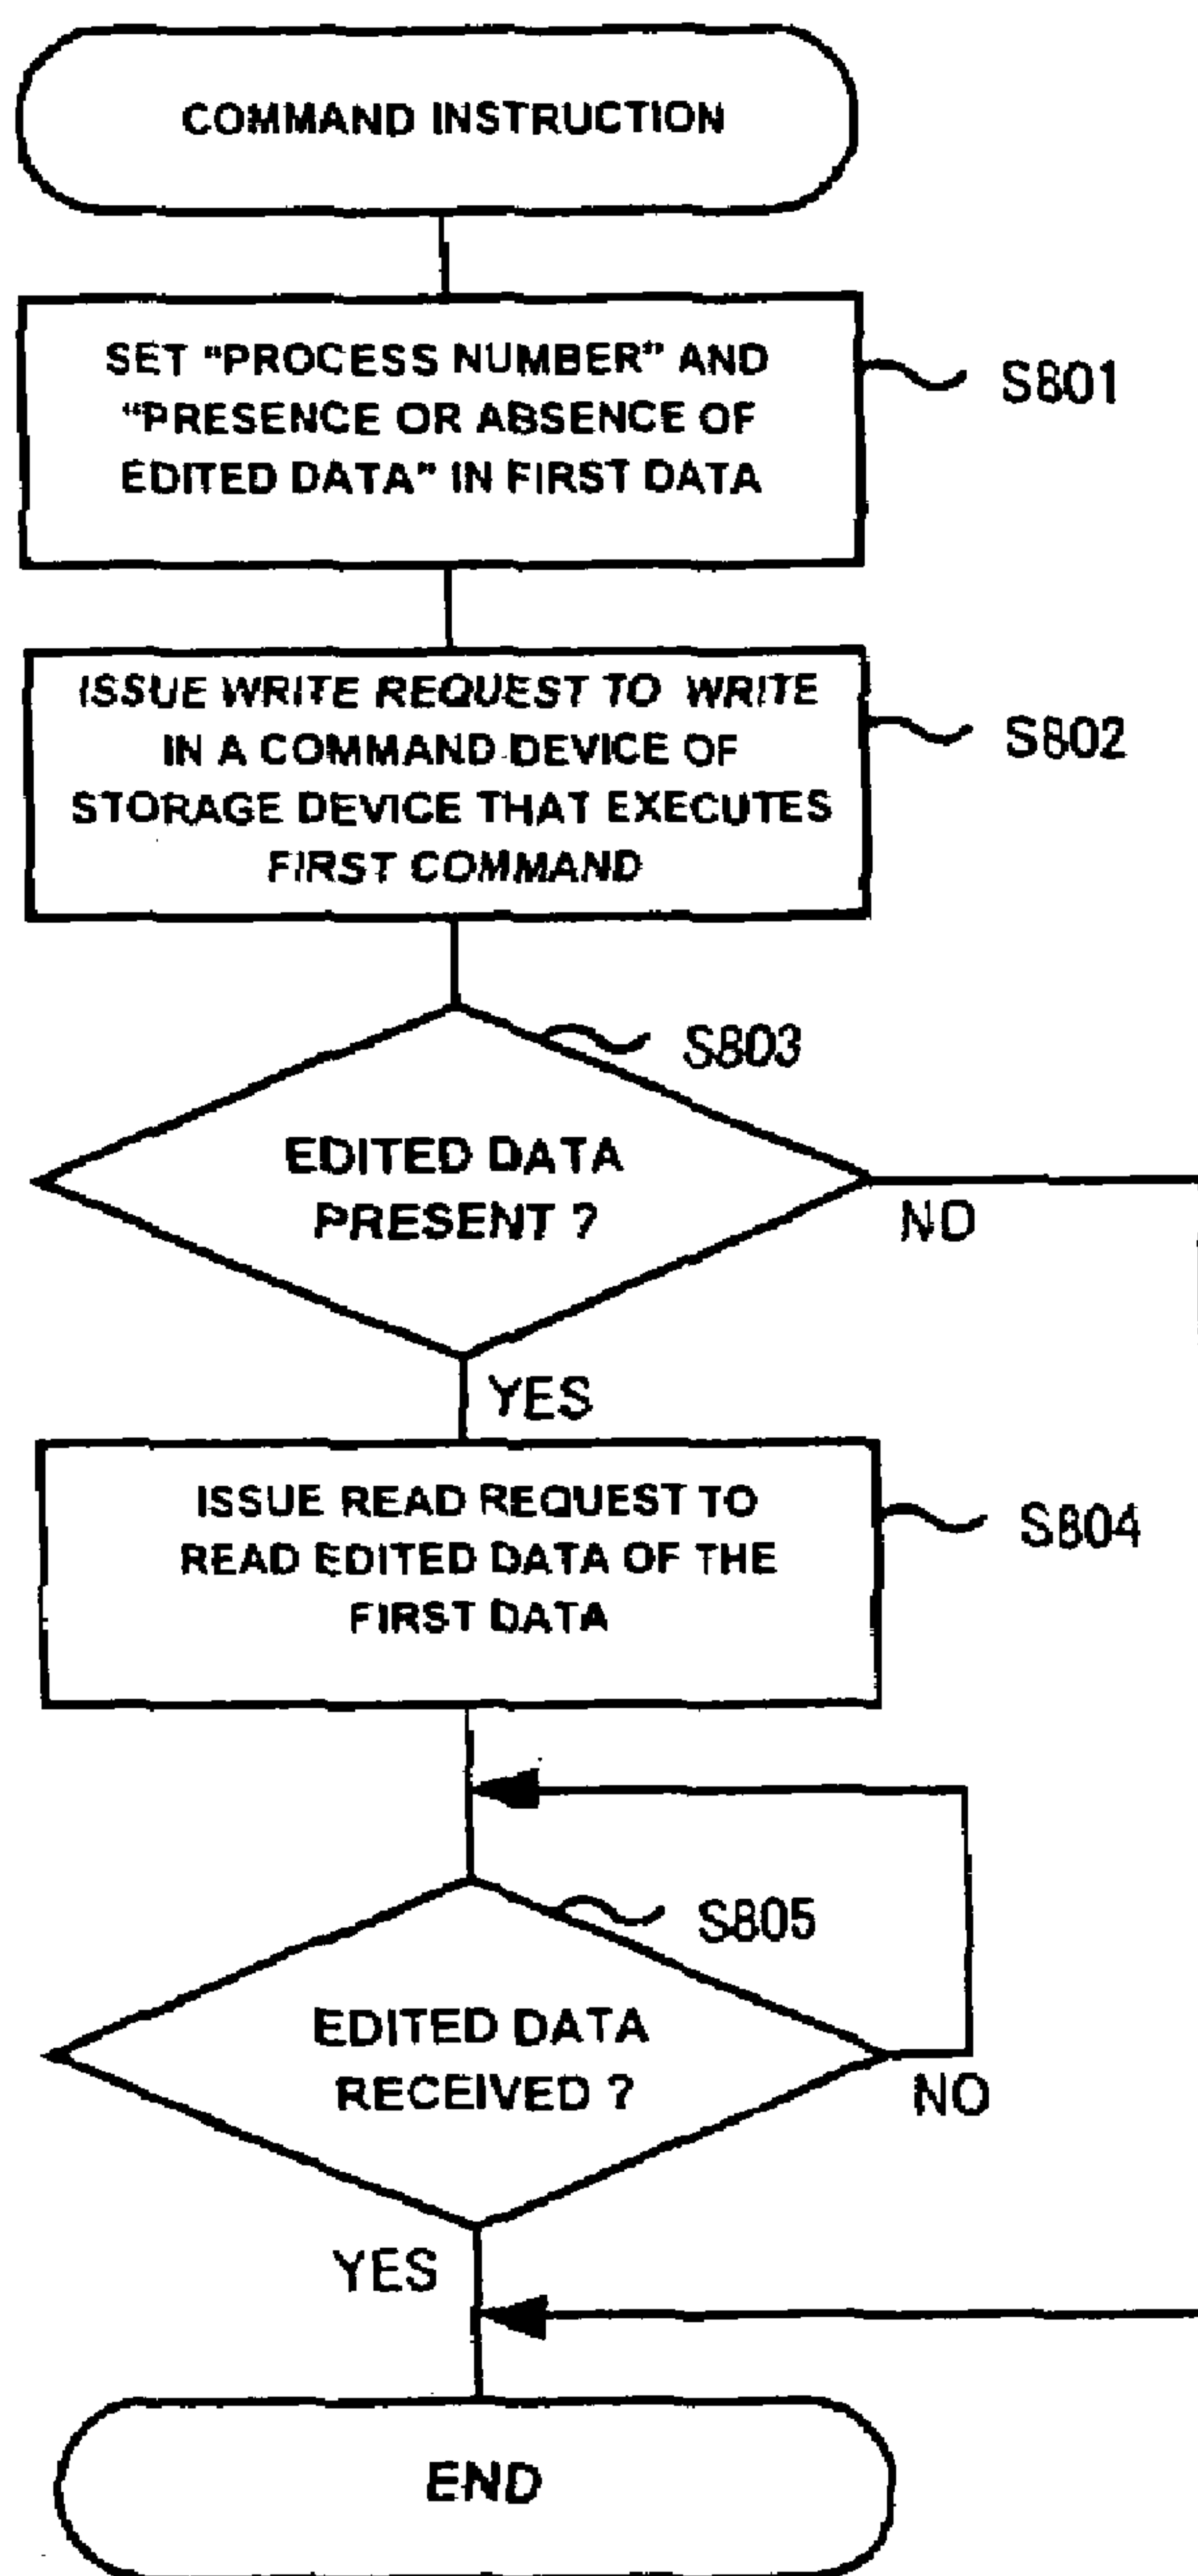 COMMAND INSTRUCTION
SET "PROCESS NUMBER" AND
"PRESENCE OR ABSENCE OF
EDITED DATA" IN FIRST DATA
S801
ISSUE WRITE REQUEST TO WRITE
IN A COMMAND DEVICE OF
STORAGE DEVICE THAT EXECUTES
FIRST COMMAND
S802
S803
EDITED DATA
PRESENT ?
NO
YES
ISSUE READ REQUEST TO
READ EDITED DATA OF THE
FIRST DATA
S804
S805
EDITED DATA
RECEIVED ?
NO
YES
END